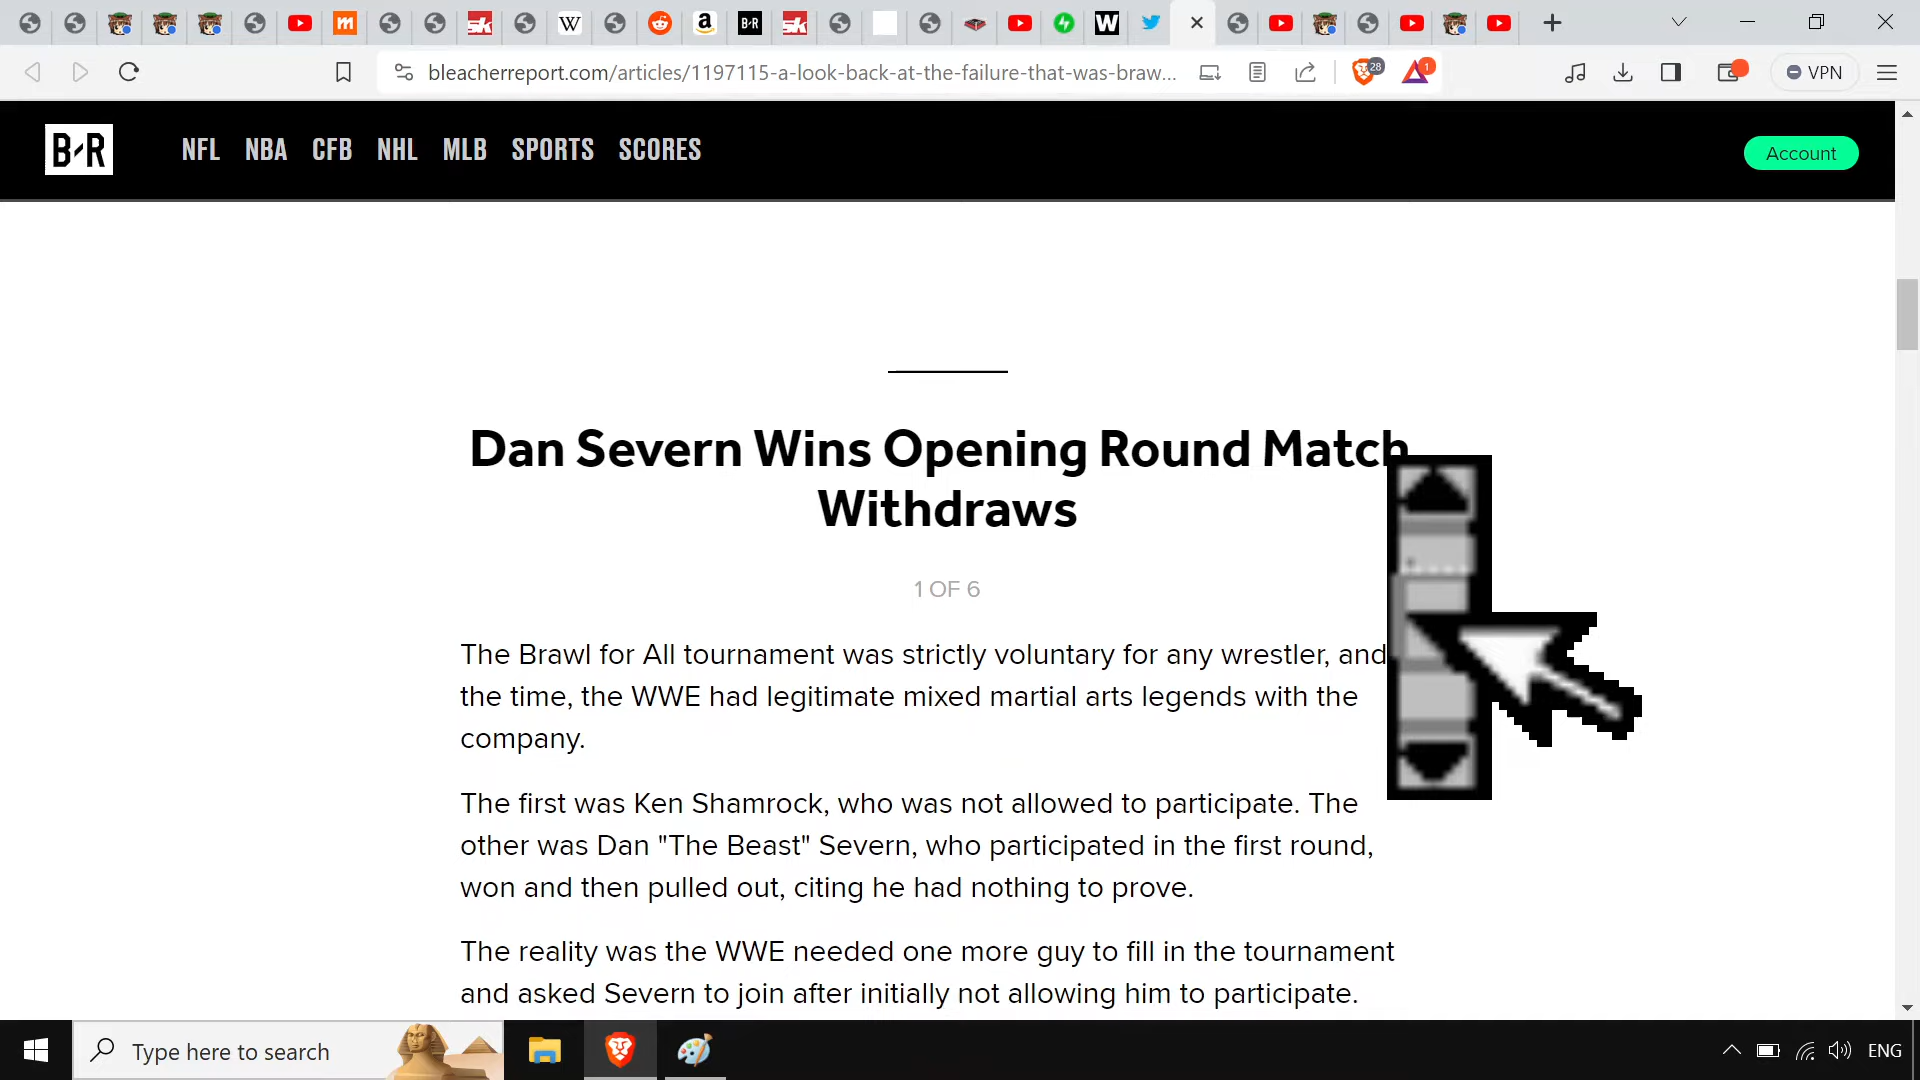 bleacherreport.com/articles/1197115-a-look-back-at-the-failure-that-was-braw...
28
1
VPN
B-R
NFL
NBA
CFB
NHL
MLB
SPORTS
SCORES
Account
Dan Severn Wins Opening Round Match
Withdraws
1 OF 6
The Brawl for All tournament was strictly voluntary for any wrestler, and
the time, the WWE had legitimate mixed martial arts legends with the
company.
The first was Ken Shamrock, who was not allowed to participate. The
other was Dan "The Beast" Severn, who participated in the first round,
won and then pulled out, citing he had nothing to prove.
The reality was the WWE needed one more guy to fill in the tournament
and asked Severn to join after initially not allowing him to participate.
Type here to search
ENG